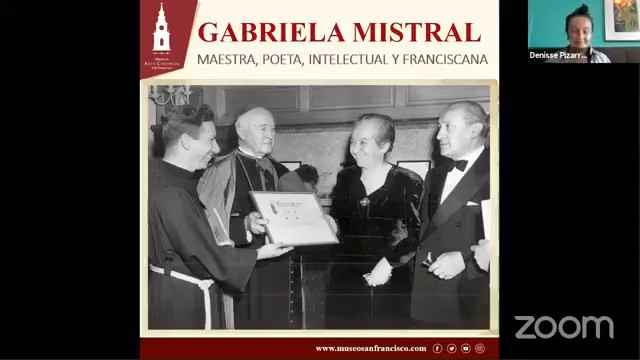 GABRIELA MISTRAL
MAESTRA, POETA, INTELECTUAL Y FRANCISCANA
Denisse Pizarr...
www.museosanfrancisco.com
zoom